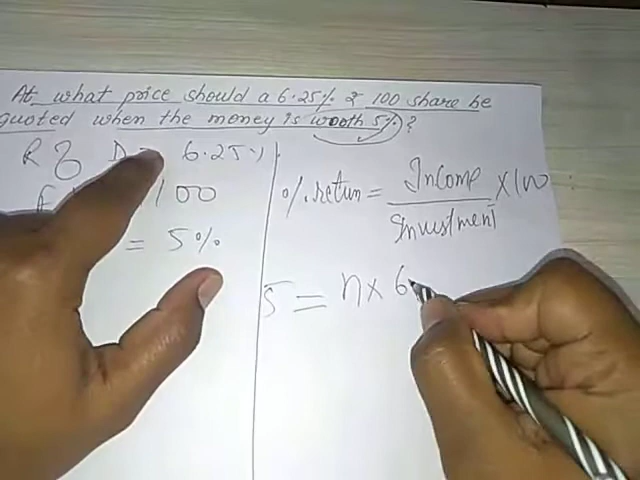 At what price should a 6.25% ₹ 100 share be
quoted when the money is worth 5%?
R of D = 6.25%
100
= 5%
%.return = Income / Investment × 100
5 = n × 6